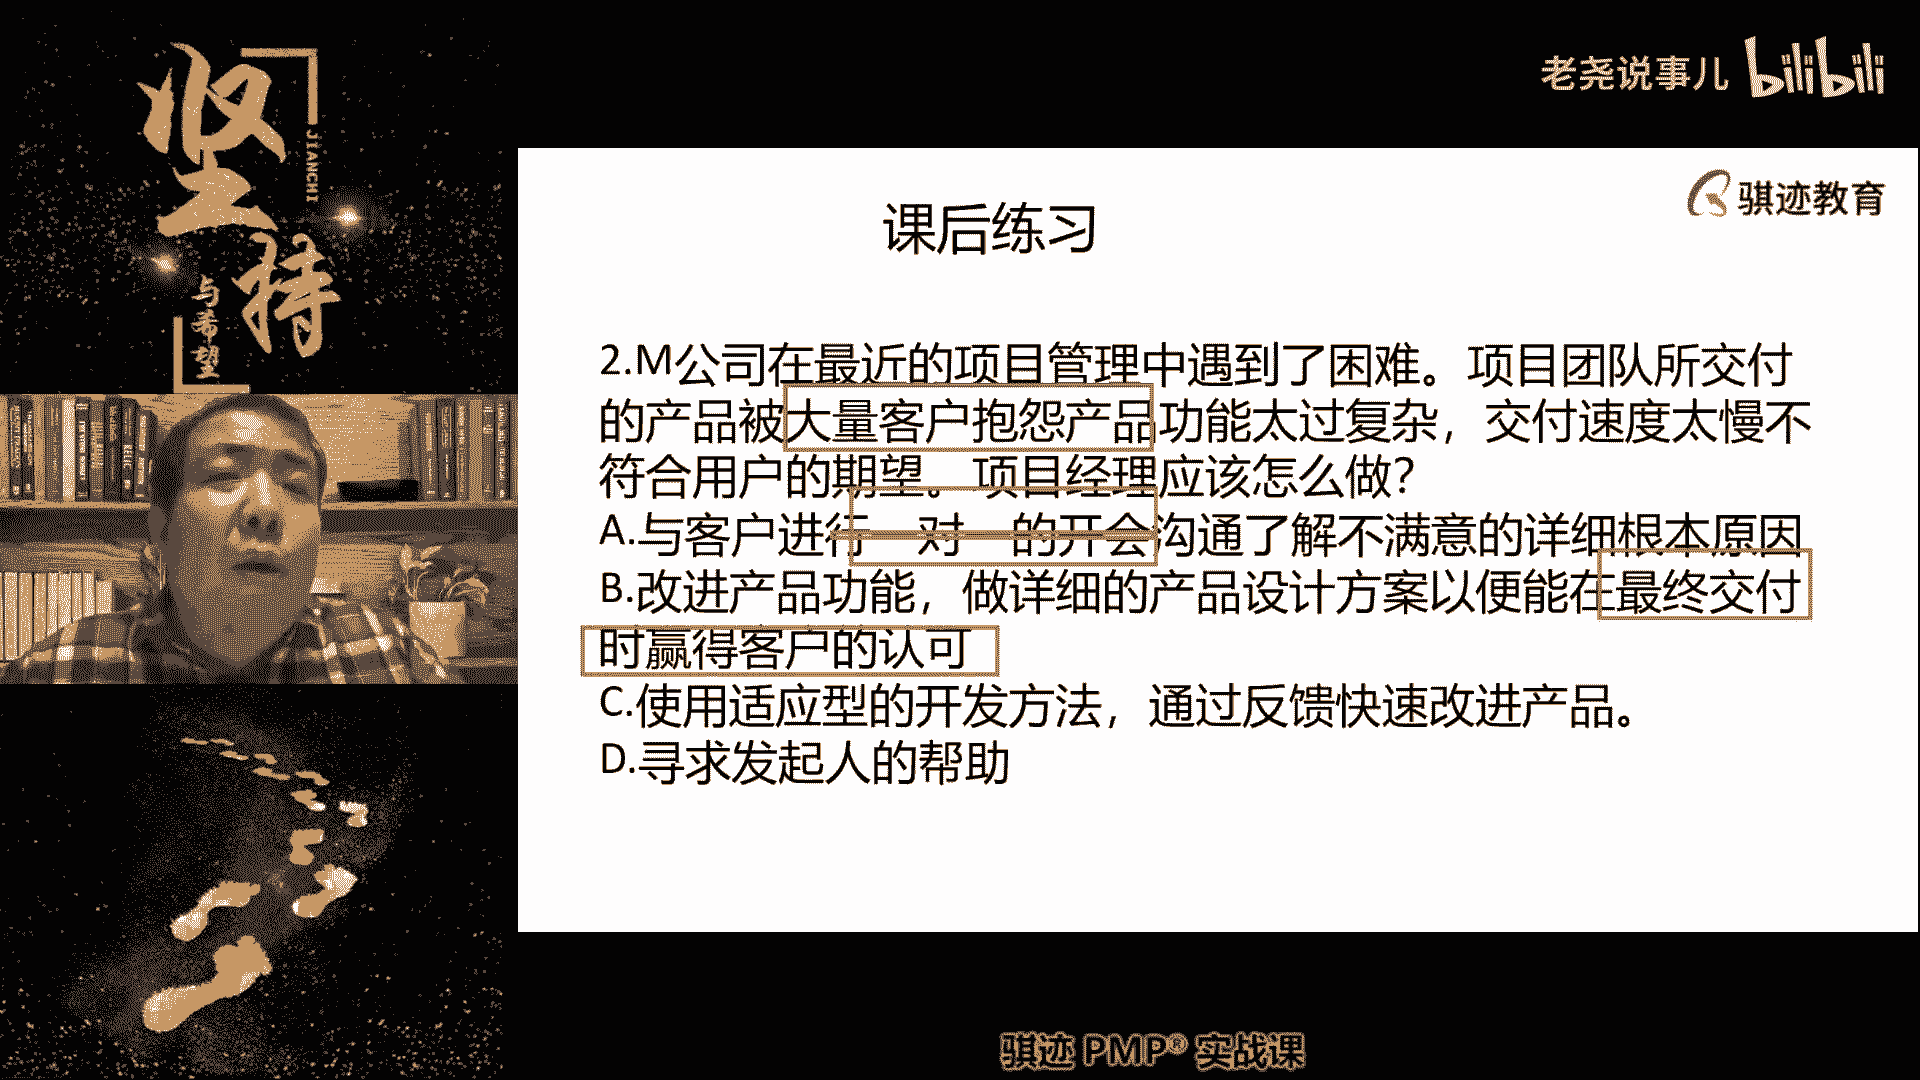 坚持
JIANCHI
与希望
老尧说事儿 bilibili
骐迹教育
课后练习
2.M公司在最近的项目管理中遇到了困难。项目团队所交付
的产品被大量客户抱怨产品功能太过复杂，交付速度太慢不
符合用户的期望。项目经理应该怎么做？
A.与客户进行一对一的开会沟通了解不满意的详细根本原因
B.改进产品功能，做详细的产品设计方案以便能在最终交付
时赢得客户的认可
C.使用适应型的开发方法，通过反馈快速改进产品。
D.寻求发起人的帮助
骐迹 PMP® 实战课